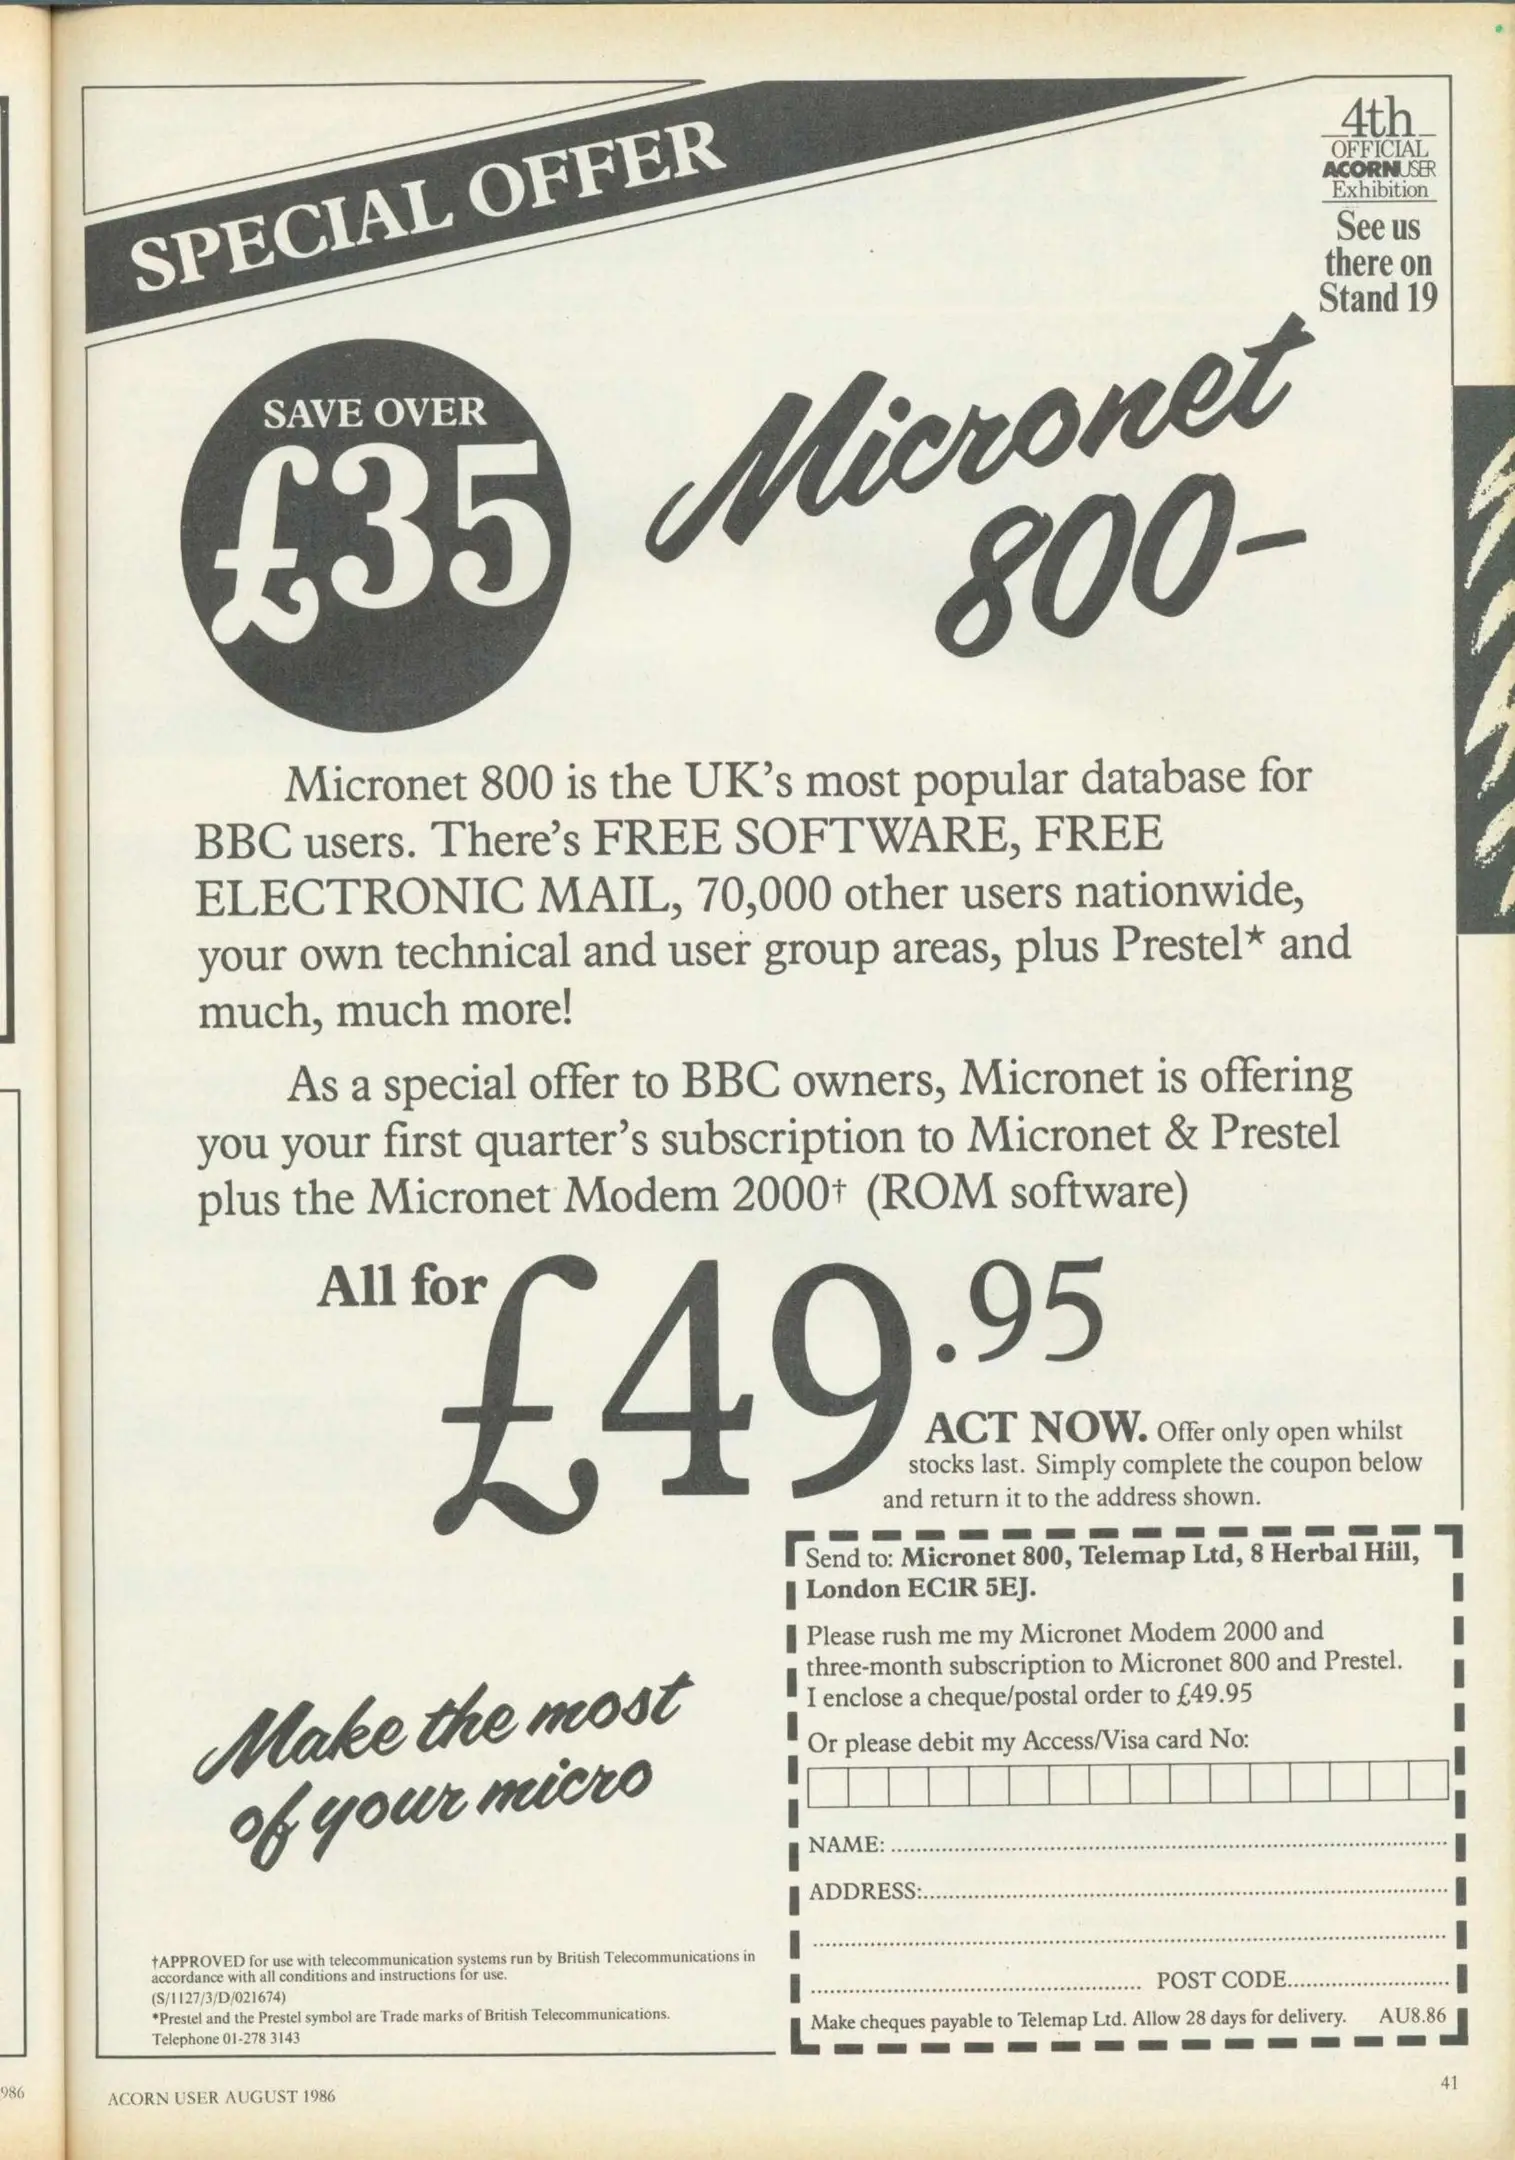 SPECIAL OFFER
4th
OFFICIAL
ACORNUSER
Exhibition
See us
there on
Stand 19
SAVE OVER
£35
Micronet
800-
Micronet 800 is the UK's most popular database for
BBC users. There's FREE SOFTWARE, FREE
ELECTRONIC MAIL, 70,000 other users nationwide,
your own technical and user group areas, plus Prestel* and
much, much more!
As a special offer to BBC owners, Micronet is offering
you your first quarter's subscription to Micronet & Prestel
plus the Micronet Modem 2000† (ROM software)
All for £49.95
ACT NOW. Offer only open whilst
stocks last. Simply complete the coupon below
and return it to the address shown.
Send to: Micronet 800, Telemap Ltd, 8 Herbal Hill,
London EC1R 5EJ.
Please rush me my Micronet Modem 2000 and
three-month subscription to Micronet 800 and Prestel.
I enclose a cheque/postal order to £49.95
Or please debit my Access/Visa card No:
NAME:
ADDRESS:
POST CODE
Make cheques payable to Telemap Ltd. Allow 28 days for delivery. AU8.86
Make the most
of your micro
†APPROVED for use with telecommunication systems run by British Telecommunications in
accordance with all conditions and instructions for use.
(S/1127/3/D/021674)
*Prestel and the Prestel symbol are Trade marks of British Telecommunications.
Telephone 01-278 3143
986
ACORN USER AUGUST 1986
41